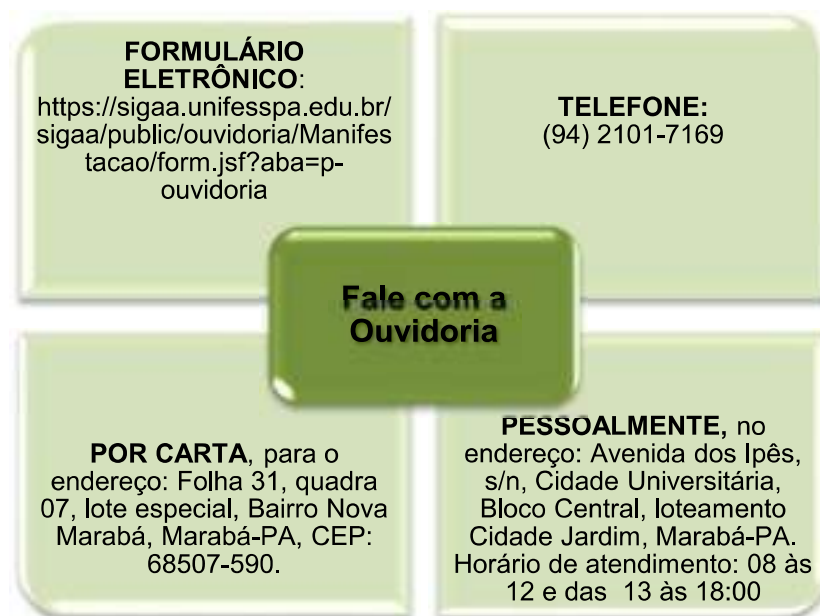 FORMULÁRIO
ELETRÔNICO:
https://sigaa.unifesspa.edu.br/
sigaa/public/ouvidoria/Manifes
tacao/form.jsf?aba=p-
ouvidoria
TELEFONE:
(94) 2101-7169
Fale com a
Ouvidoria
POR CARTA, para o
endereço: Folha 31, quadra
07, lote especial, Bairro Nova
Marabá, Marabá-PA, CEP:
68507-590.
PESSOALMENTE, no
endereço: Avenida dos Ipês,
s/n, Cidade Universitária,
Bloco Central, loteamento
Cidade Jardim, Marabá-PA.
Horário de atendimento: 08 às
12 e das  13 às 18:00